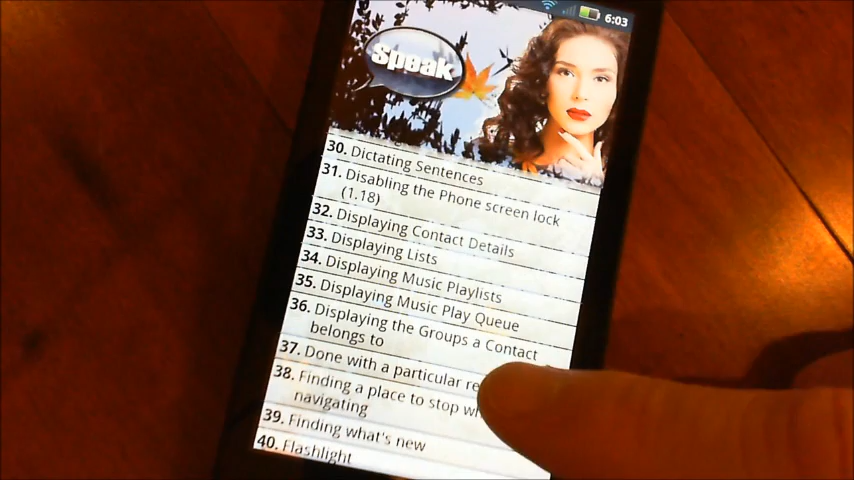 6:03
Speak
30. Dictating Sentences
31. Disabling the Phone screen lock
(1.18)
32. Displaying Contact Details
33. Displaying Lists
34. Displaying Music Playlists
35. Displaying Music Play Queue
36. Displaying the Groups a Contact
belongs to
37. Done with a particular
38. Finding a place to stop
navigating
39. Finding what's new
40. Flashlight